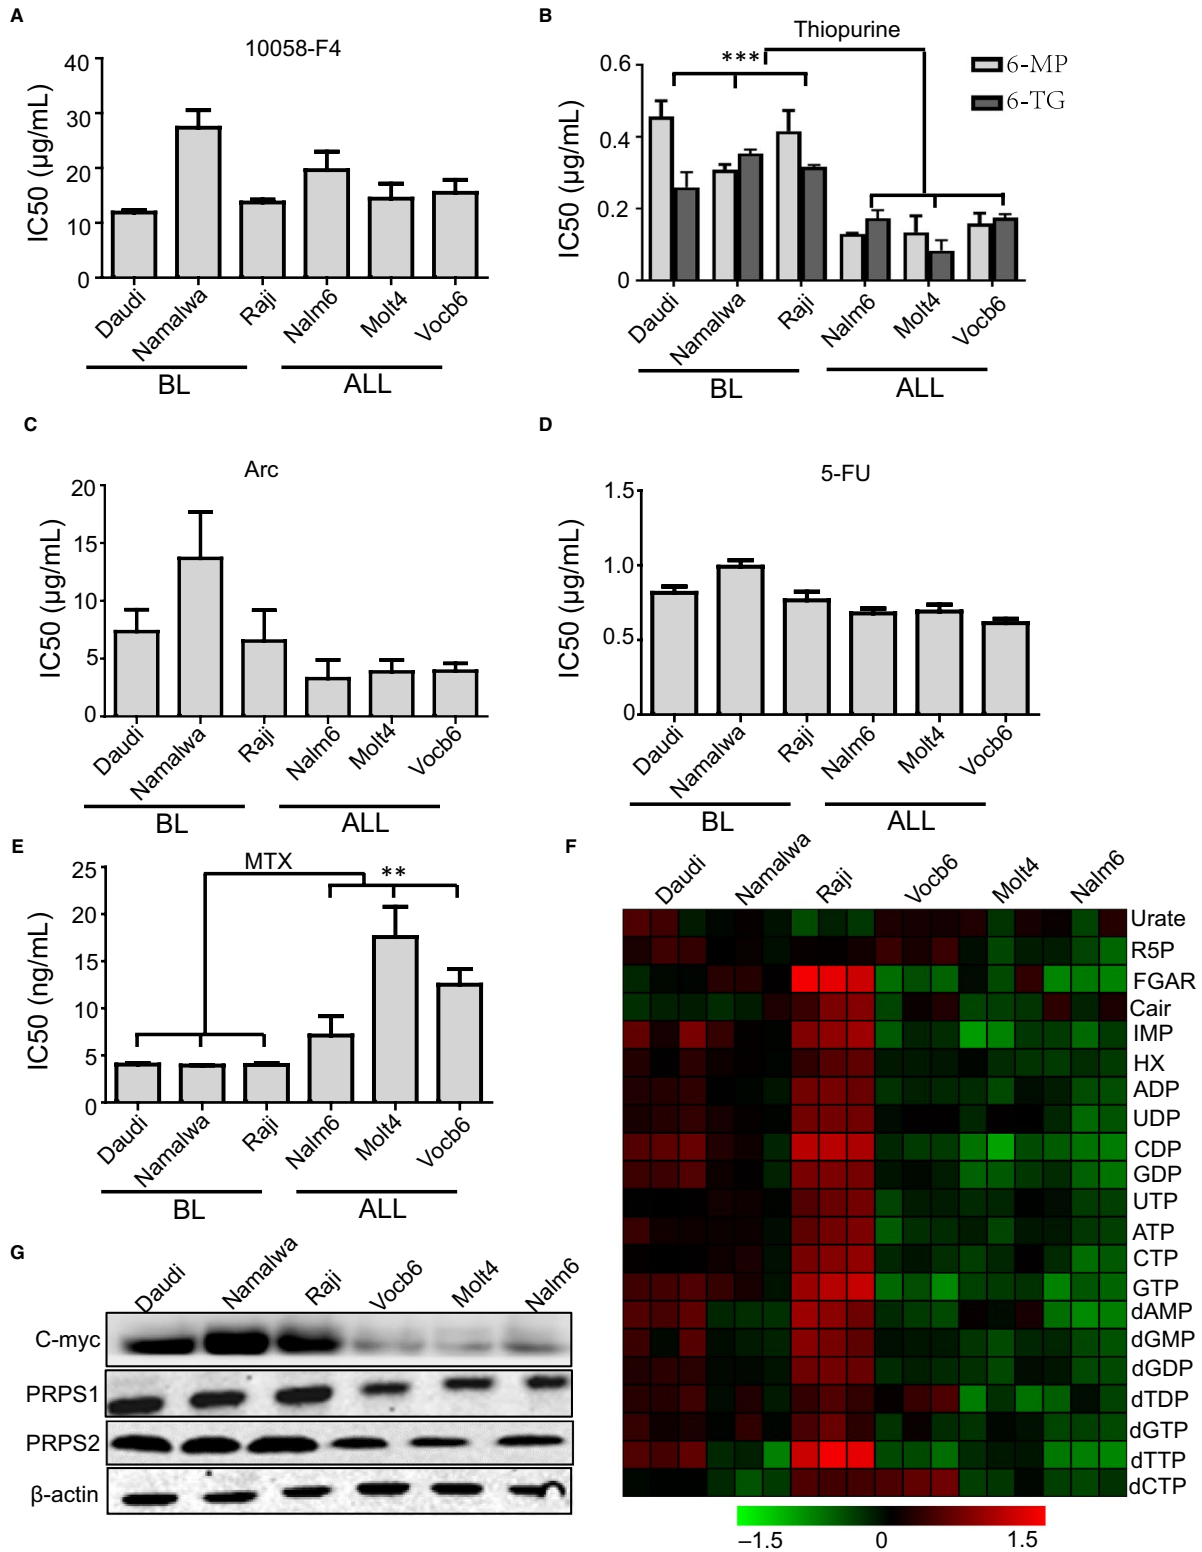 A
10058-F4
IC50 (µg/mL)
40
30
20
10
0
Daudi
Namalwa
Raji
Nalm6
Molt4
Vocb6
BL
ALL
B
Thiopurine
***
6-MP
6-TG
IC50 (µg/mL)
0.6
0.4
0.2
0
Daudi
Namalwa
Raji
Nalm6
Molt4
Vocb6
BL
ALL
C
Arc
IC50 (µg/mL)
20
15
10
5
0
Daudi
Namalwa
Raji
Nalm6
Molt4
Vocb6
BL
ALL
D
5-FU
IC50 (µg/mL)
1.5
1.0
0.5
0
Daudi
Namalwa
Raji
Nalm6
Molt4
Vocb6
BL
ALL
E
MTX
**
IC50 (ng/mL)
25
20
15
10
5
0
Daudi
Namalwa
Raji
Nalm6
Molt4
Vocb6
BL
ALL
F
Daudi
Namalwa
Raji
Vocb6
Molt4
Nalm6
Urate
R5P
FGAR
Cair
IMP
HX
ADP
UDP
CDP
GDP
UTP
ATP
CTP
GTP
dAMP
dGMP
dGDP
dTDP
dGTP
dTTP
dCTP
–1.5
0
1.5
G
Daudi
Namalwa
Raji
Vocb6
Molt4
Nalm6
C-myc
PRPS1
PRPS2
β-actin